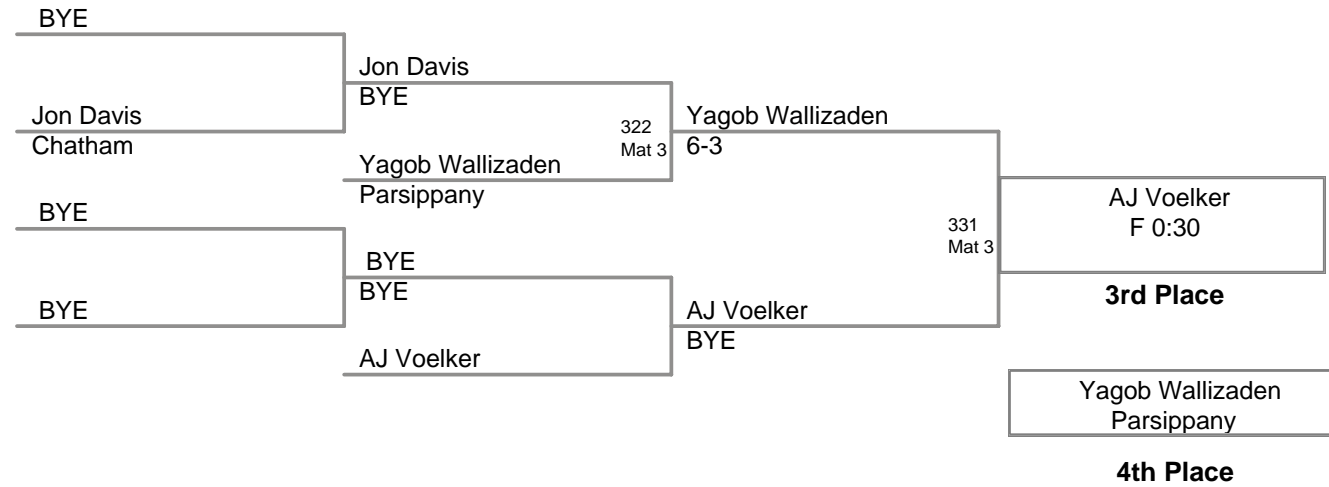 BYE
Jon Davis
Chatham
BYE
BYE
Jon Davis
BYE
Yagob Wallizaden
Parsippany
BYE
BYE
AJ Voelker
322
Mat 3
Yagob Wallizaden
6-3
AJ Voelker
BYE
331
Mat 3
AJ Voelker
F 0:30
3rd Place
Yagob Wallizaden
Parsippany
4th Place